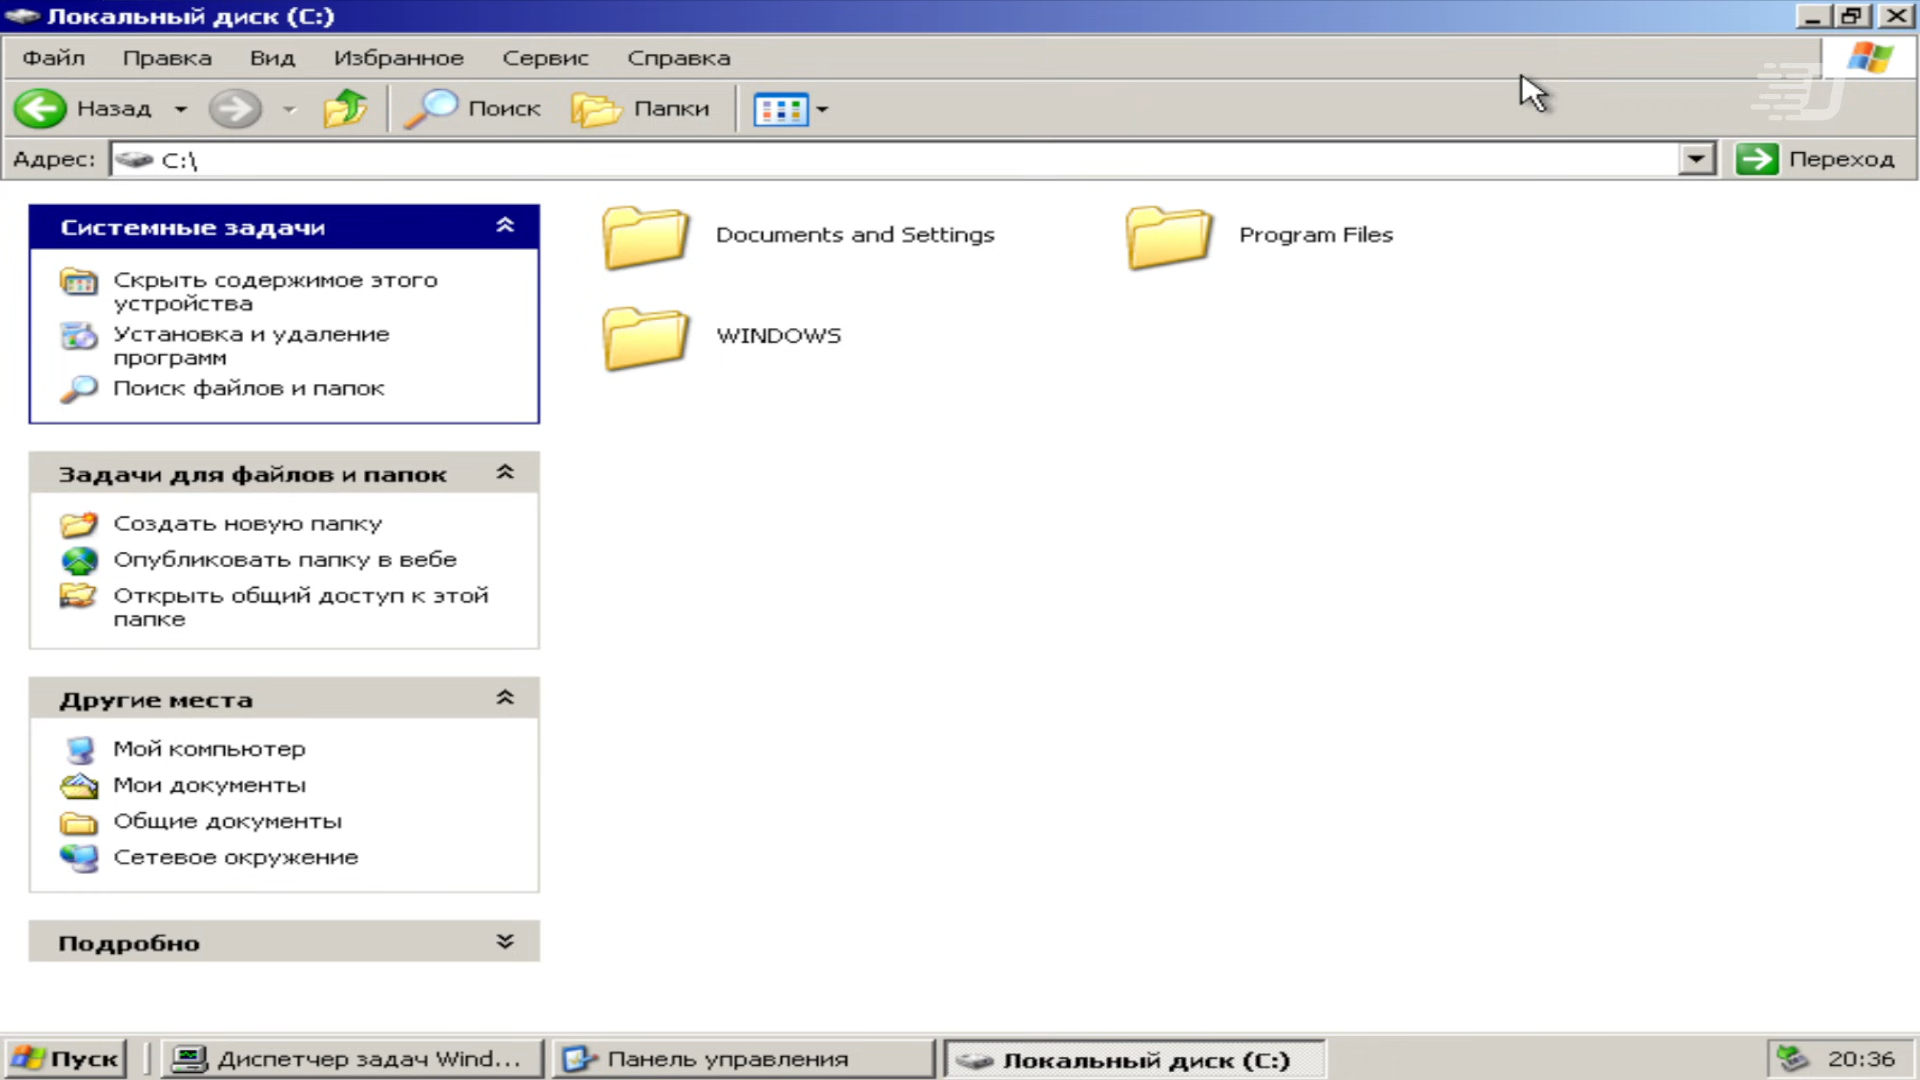 Локальный диск (C:)
Файл Правка Вид Избранное Сервис Справка
Назад Поиск Папки
Адрес: C:\ Переход
Системные задачи
Скрыть содержимое этого
устройства
Установка и удаление
программ
Поиск файлов и папок
Задачи для файлов и папок
Создать новую папку
Опубликовать папку в вебе
Открыть общий доступ к этой
папке
Другие места
Мой компьютер
Мои документы
Общие документы
Сетевое окружение
Подробно
Documents and Settings
Program Files
WINDOWS
Пуск Диспетчер задач Wind... Панель управления Локальный диск (C:) 20:36